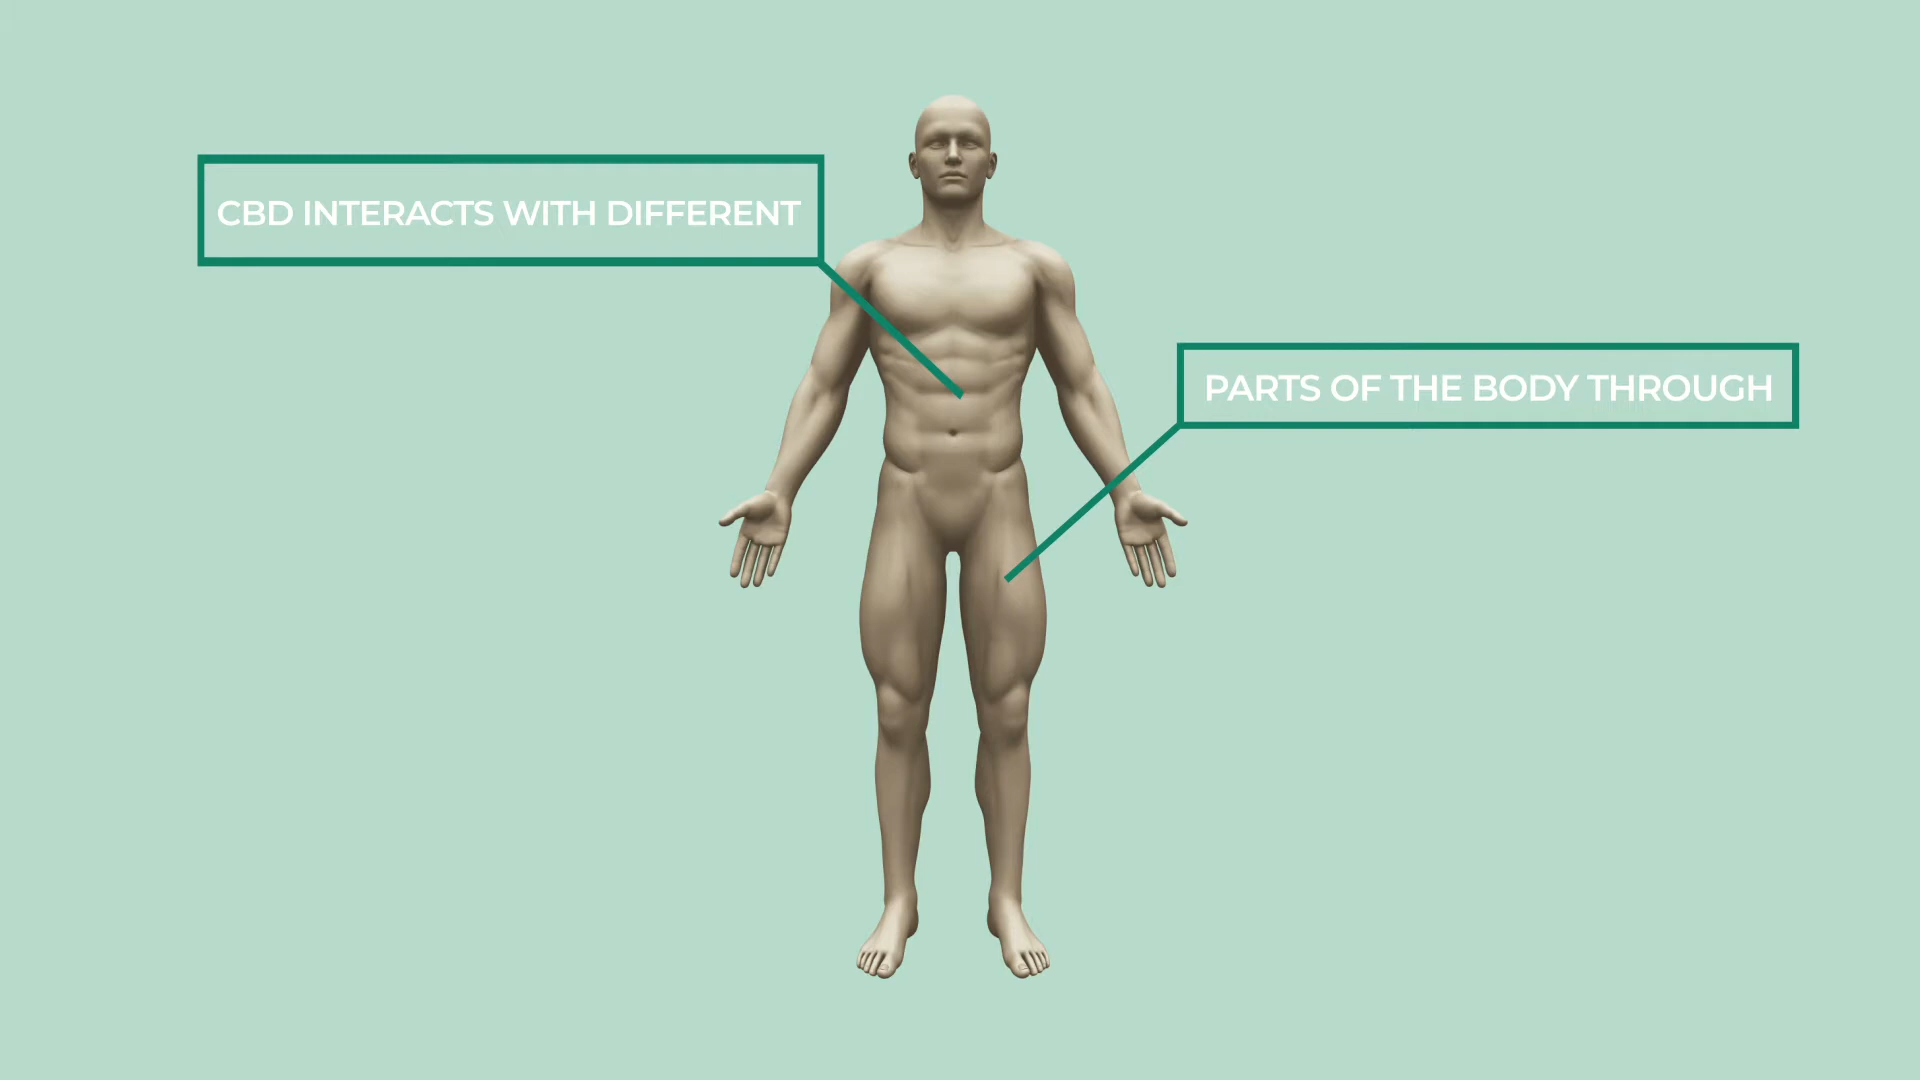 CBD INTERACTS WITH DIFFERENT
PARTS OF THE BODY THROUGH